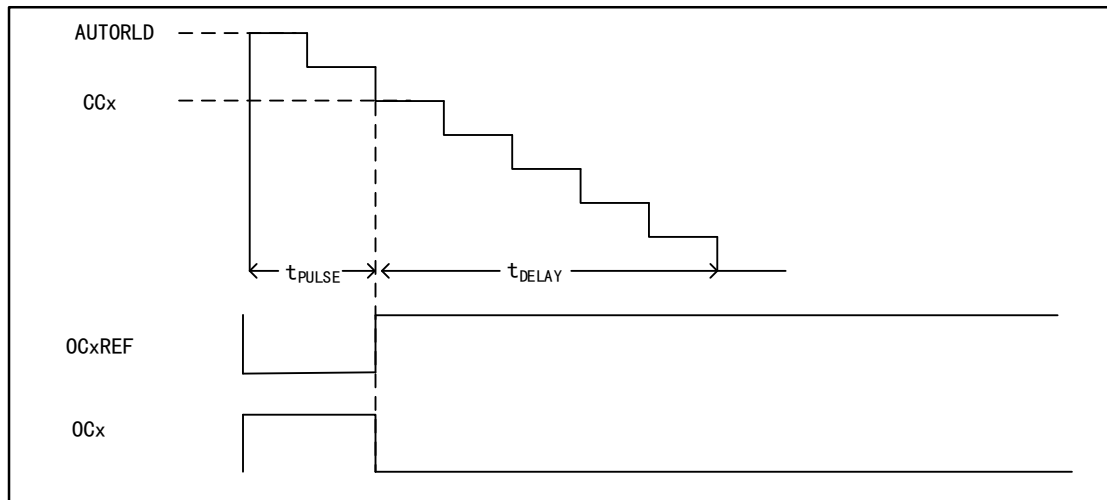 AUTORLD
CCx
tPULSE
tDELAY
OCxREF
OCx